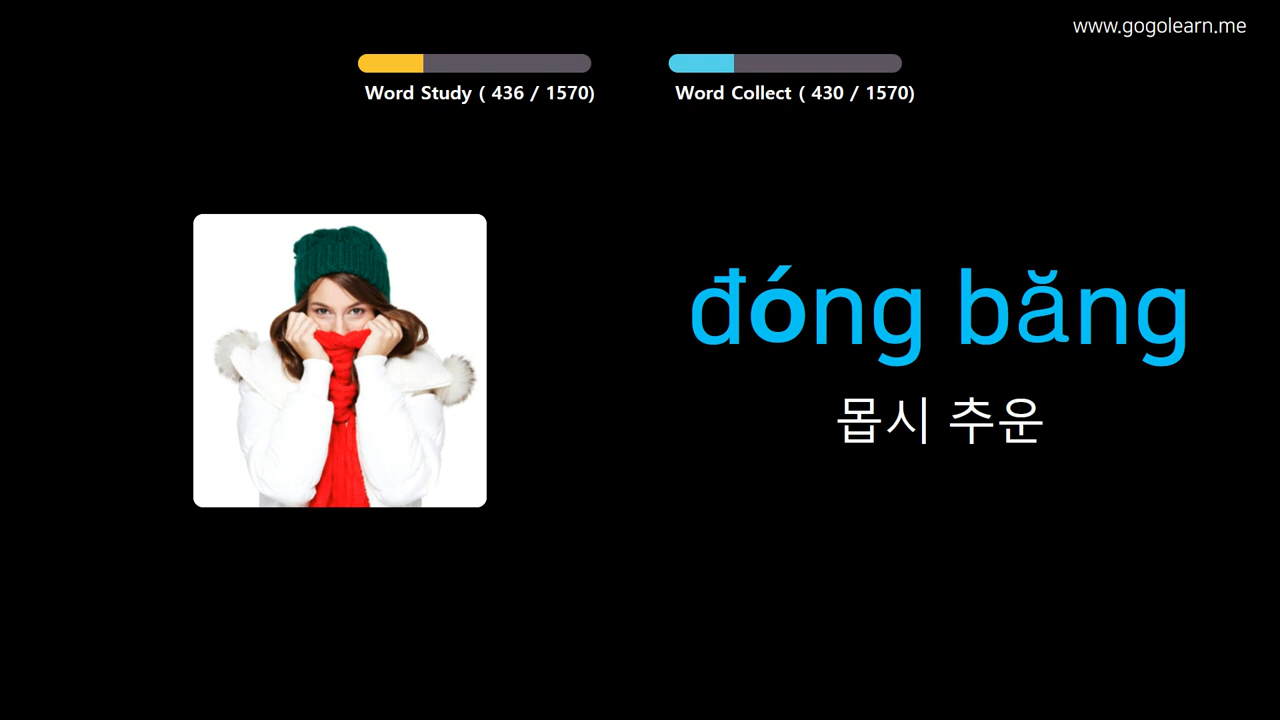 www.gogolearn.me
Word Study ( 436 / 1570)
Word Collect ( 430 / 1570)
đóng băng
몹시 추운